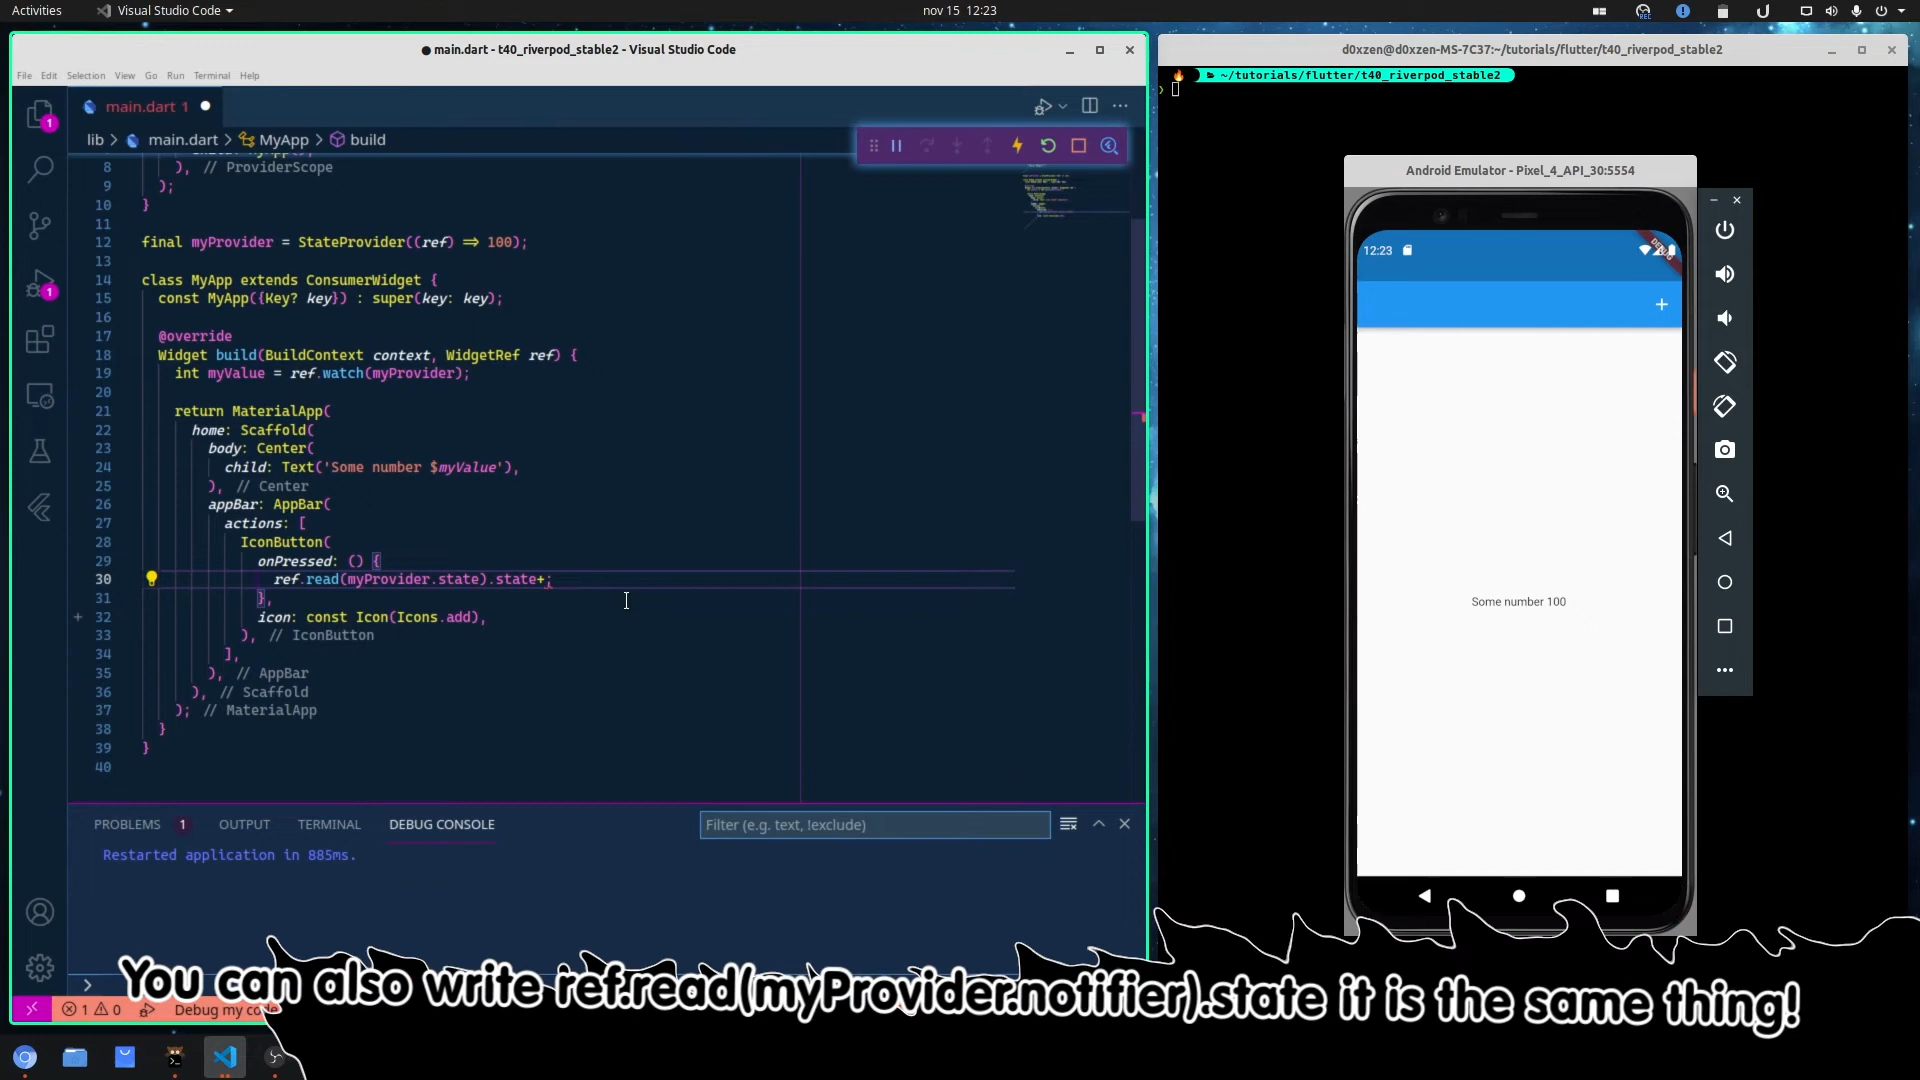 Activities
Visual Studio Code
nov 15 12:23
● main.dart - t40_riverpod_stable2 - Visual Studio Code
File Edit Selection View Go Run Terminal Help
main.dart 1
lib > main.dart > MyApp > build
8 ), // ProviderScope
9 );
10 }
11
12 final myProvider = StateProvider((ref) => 100);
13
14 class MyApp extends ConsumerWidget {
15 const MyApp({Key? key}) : super(key: key);
16
17 @override
18 Widget build(BuildContext context, WidgetRef ref) {
19 int myValue = ref.watch(myProvider);
20
21 return MaterialApp(
22 home: Scaffold(
23 body: Center(
24 child: Text('Some number $myValue'),
25 ), // Center
26 appBar: AppBar(
27 actions: [
28 IconButton(
29 onPressed: () {
30 ref.read(myProvider.state).state+;
31 },
32 icon: const Icon(Icons.add),
33 ), // IconButton
34 ],
35 ), // AppBar
36 ), // Scaffold
37 ); // MaterialApp
38 }
39 }
40
PROBLEMS 1 OUTPUT TERMINAL DEBUG CONSOLE
Filter (e.g. text, !exclude)
Restarted application in 885ms.
1 0 Debug my code
1
1
d0xzen@d0xzen-MS-7C37:~/tutorials/flutter/t40_riverpod_stable2
~/tutorials/flutter/t40_riverpod_stable2
Android Emulator - Pixel_4_API_30:5554
12:23
DEBUG
Some number 100
You can also write ref.read(myProvider.notifier).state it is the same thing!